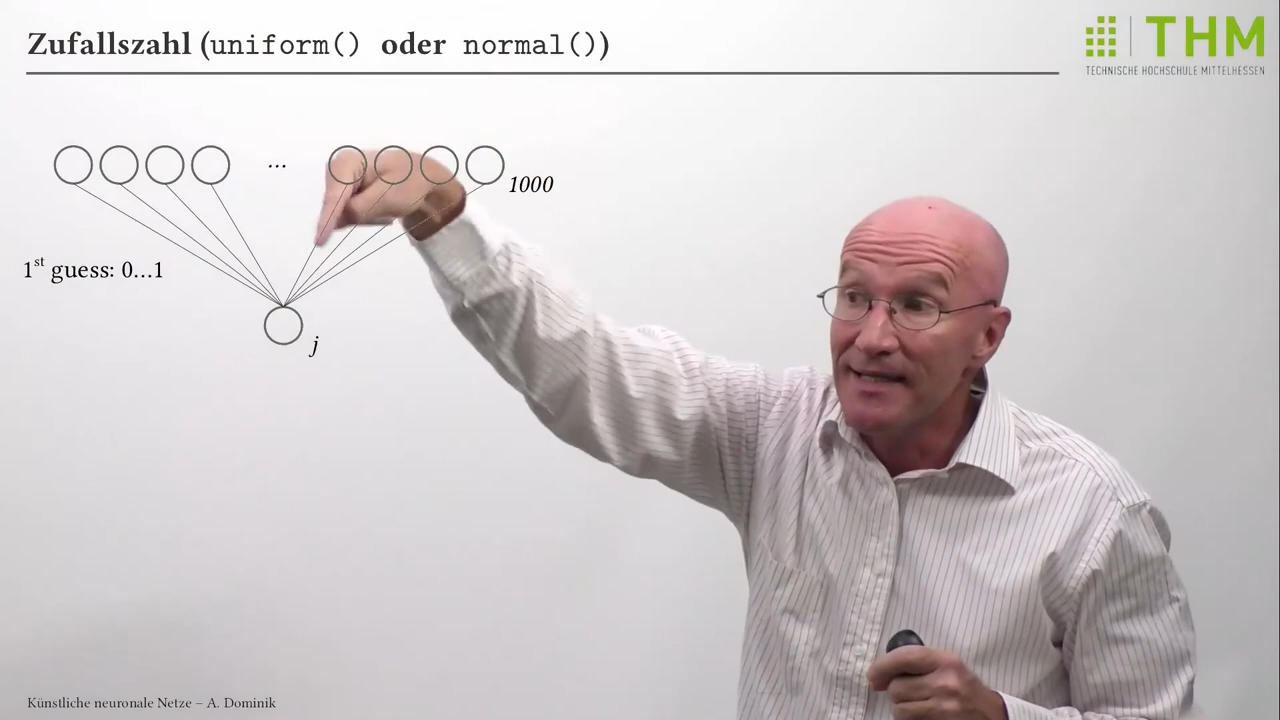 Zufallszahl (uniform() oder normal())
THM
TECHNISCHE HOCHSCHULE MITTELHESSEN
...
1000
1st guess: 0...1
j
Künstliche neuronale Netze – A. Dominik